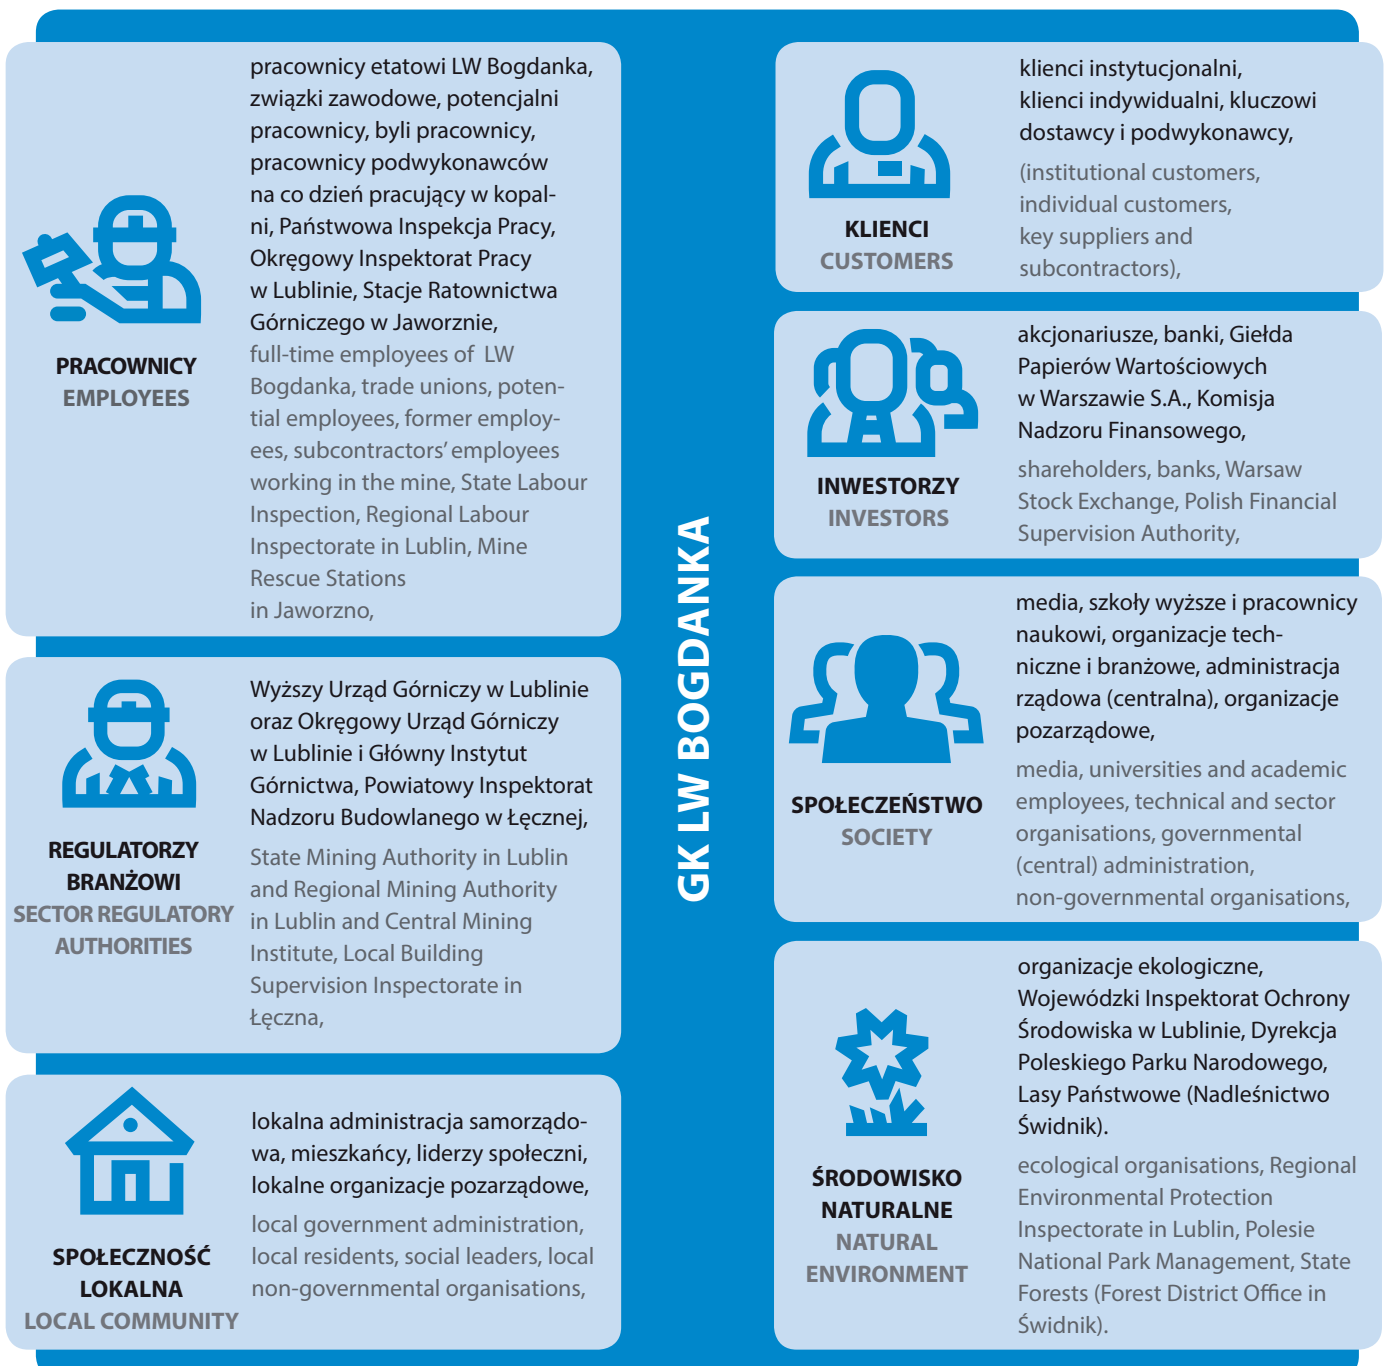 pracownicy etatowi LW Bogdanka,
związki zawodowe, potencjalni
pracownicy, byli pracownicy,
pracownicy podwykonawców
na co dzień pracujący w kopal-
ni, Państwowa Inspekcja Pracy,
Okręgowy Inspektorat Pracy
w Lublinie, Stacje Ratownictwa
Górniczego w Jaworznie,
full-time employees of LW
Bogdanka, trade unions, poten-
tial employees, former employ-
ees, subcontractors' employees
working in the mine, State Labour
Inspection, Regional Labour
Inspectorate in Lublin, Mine
Rescue Stations
in Jaworzno,
PRACOWNICY
EMPLOYEES
Wyższy Urząd Górniczy w Lublinie
oraz Okręgowy Urząd Górniczy
w Lublinie i Główny Instytut
Górnictwa, Powiatowy Inspektorat
Nadzoru Budowlanego w Łęcznej,
State Mining Authority in Lublin
and Regional Mining Authority
in Lublin and Central Mining
Institute, Local Building
Supervision Inspectorate in
Łęczna,
REGULATORZY
BRANŻOWI
SECTOR REGULATORY
AUTHORITIES
lokalna administracja samorządo-
wa, mieszkańcy, liderzy społeczni,
lokalne organizacje pozarządowe,
local government administration,
local residents, social leaders, local
non-governmental organisations,
SPOŁECZNOŚĆ
LOKALNA
LOCAL COMMUNITY
GK LW BOGDANKA
klienci instytucjonalni,
klienci indywidualni, kluczowi
dostawcy i podwykonawcy,
(institutional customers,
individual customers,
key suppliers and
subcontractors),
KLIENCI
CUSTOMERS
akcjonariusze, banki, Giełda
Papierów Wartościowych
w Warszawie S.A., Komisja
Nadzoru Finansowego,
shareholders, banks, Warsaw
Stock Exchange, Polish Financial
Supervision Authority,
INWESTORZY
INVESTORS
media, szkoły wyższe i pracownicy
naukowi, organizacje tech-
niczne i branżowe, administracja
rządowa (centralna), organizacje
pozarządowe,
media, universities and academic
employees, technical and sector
organisations, governmental
(central) administration,
non-governmental organisations,
SPOŁECZEŃSTWO
SOCIETY
organizacje ekologiczne,
Wojewódzki Inspektorat Ochrony
Środowiska w Lublinie, Dyrekcja
Poleskiego Parku Narodowego,
Lasy Państwowe (Nadleśnictwo
Świdnik).
ecological organisations, Regional
Environmental Protection
Inspectorate in Lublin, Polesie
National Park Management, State
Forests (Forest District Office in
Świdnik).
ŚRODOWISKO
NATURALNE
NATURAL
ENVIRONMENT